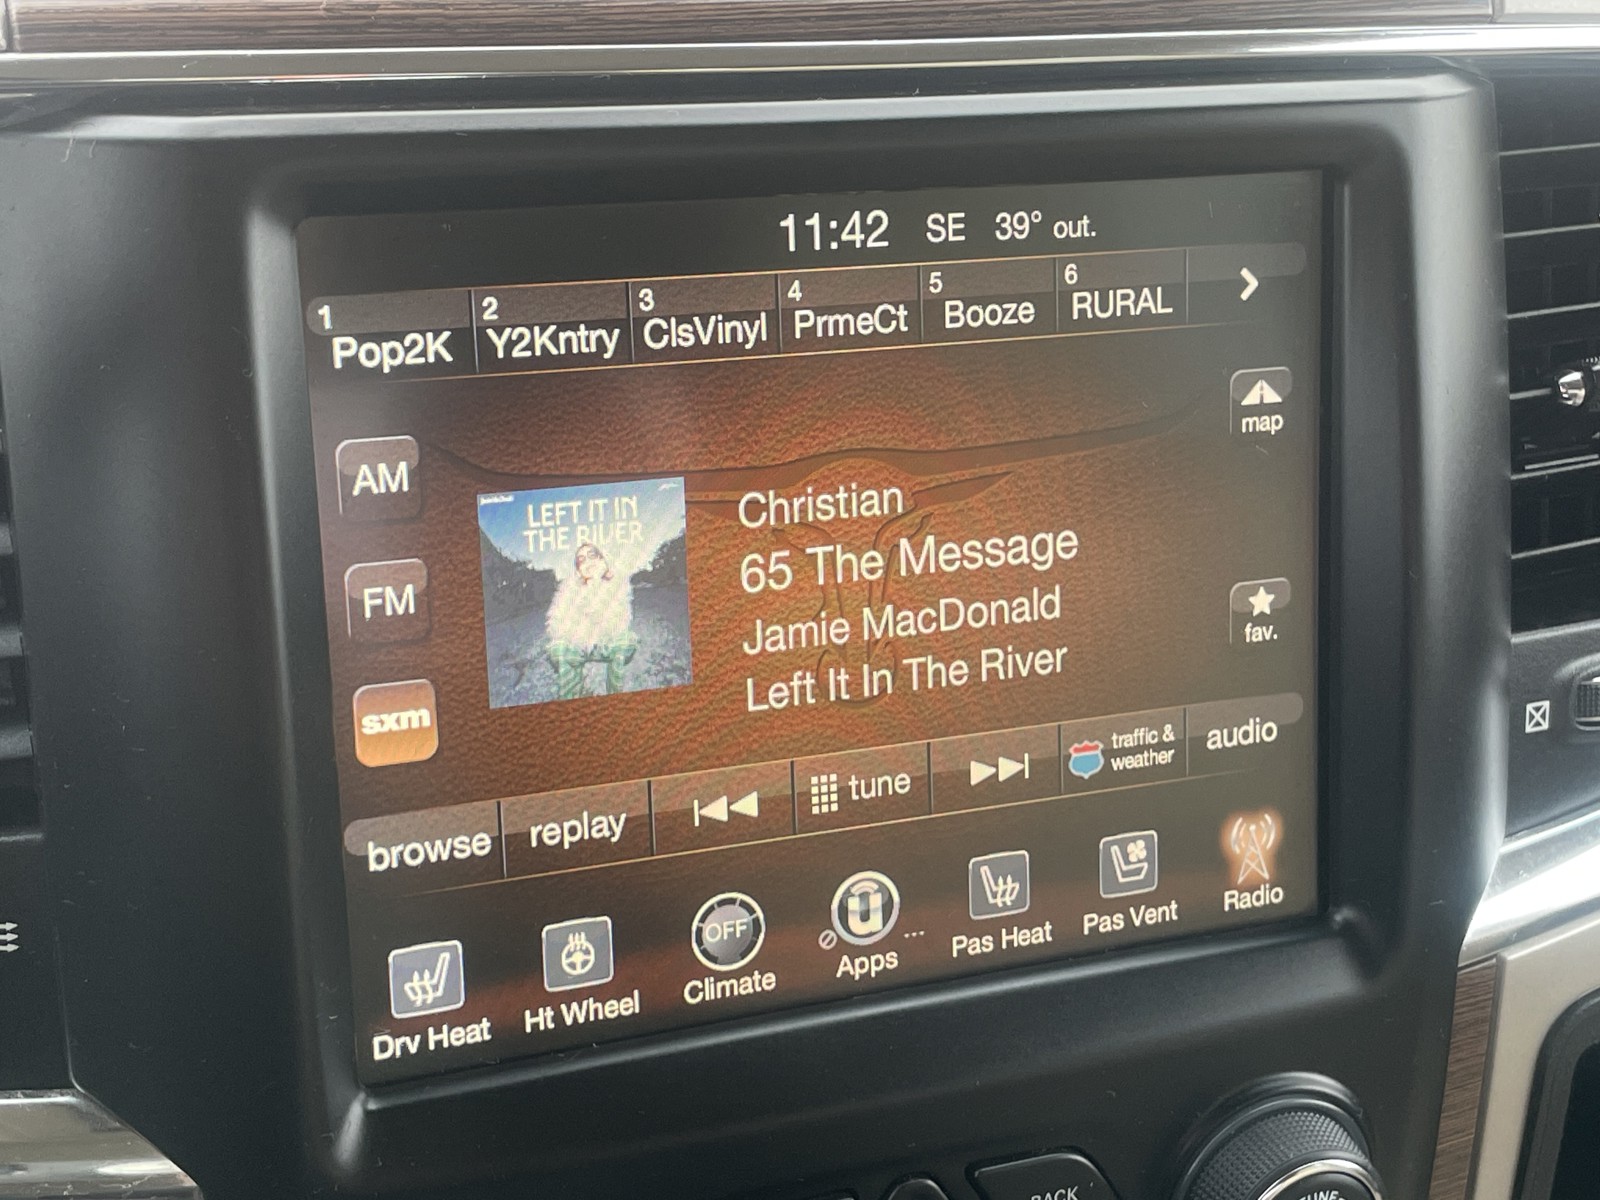 11:42 SE 39° out.
1 Pop2K
2 Y2Kntry
3 ClsVinyl
4 PrmeCt
5 Booze
6 RURAL
map
AM
LEFT IT IN
THE RIVER
Christian
65 The Message
Jamie MacDonald
Left It In The River
FM
fav.
sxm
browse
replay
tune
traffic &
weather
audio
Drv Heat
Ht Wheel
OFF
Climate
u
Apps
...
Pas Heat
Pas Vent
Radio
BACK
TUNE